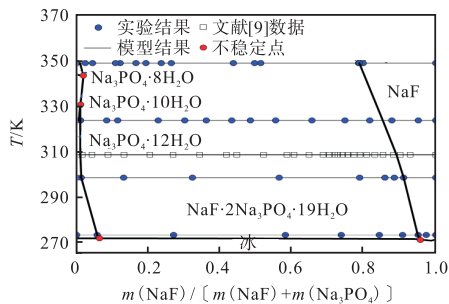 实验结果 文献[9]数据
模型结果 不稳定点
370
350
330
310
290
270
T/K
Na₃PO₄·8H₂O
NaF
Na₃PO₄·10H₂O
Na₃PO₄·12H₂O
NaF·2Na₃PO₄·19H₂O
冰
0 0.2 0.4 0.6 0.8 1.0
m(NaF)/〔m(NaF)+m(Na₃PO₄)〕